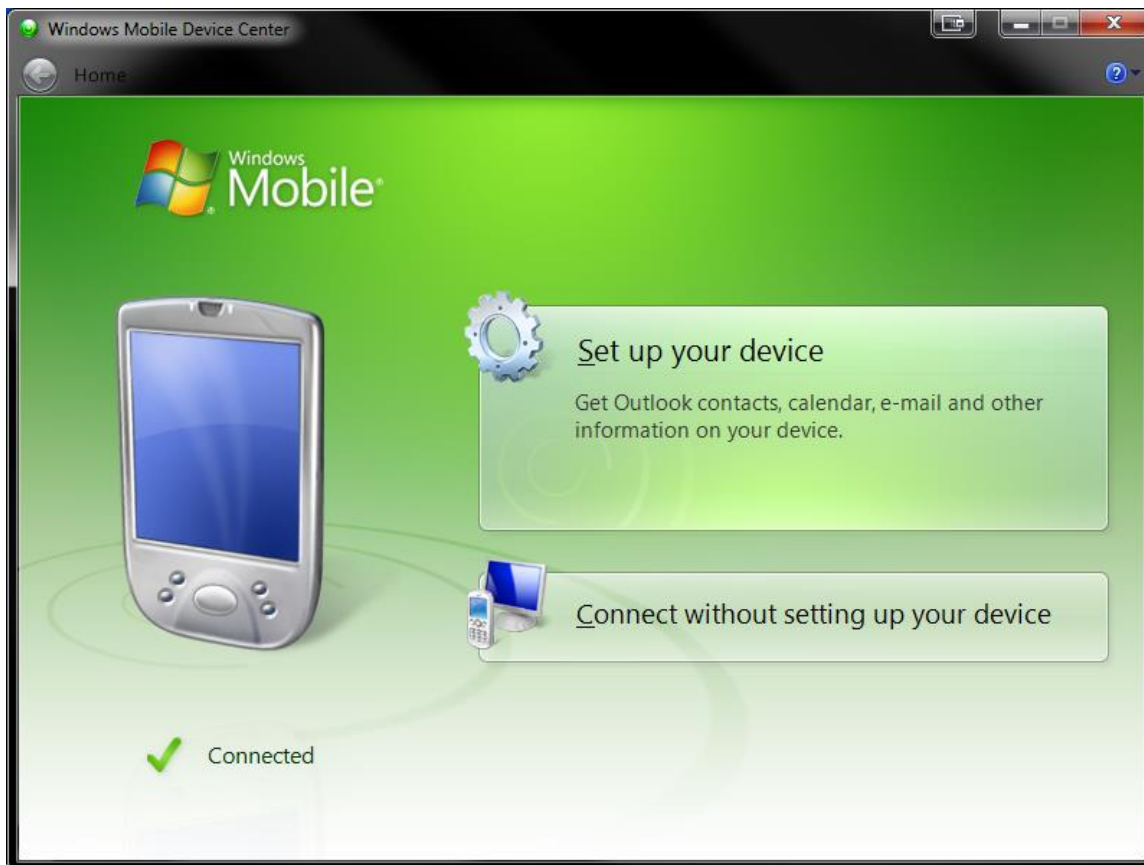 Windows Mobile Device Center
Home
Windows®
Mobile®
Set up your device
Get Outlook contacts, calendar, e-mail and other
information on your device.
Connect without setting up your device
Connected